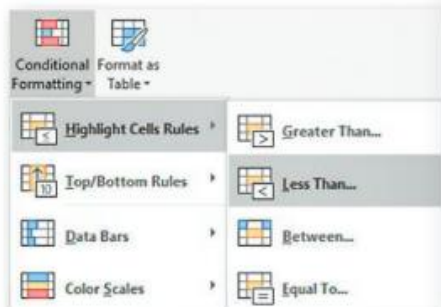 Conditional Format as
Formatting Table
Highlight Cells Rules
Greater Than...
Top/Bottom Rules
Less Than...
Data Bars
Between...
Color Scales
Equal To...
10